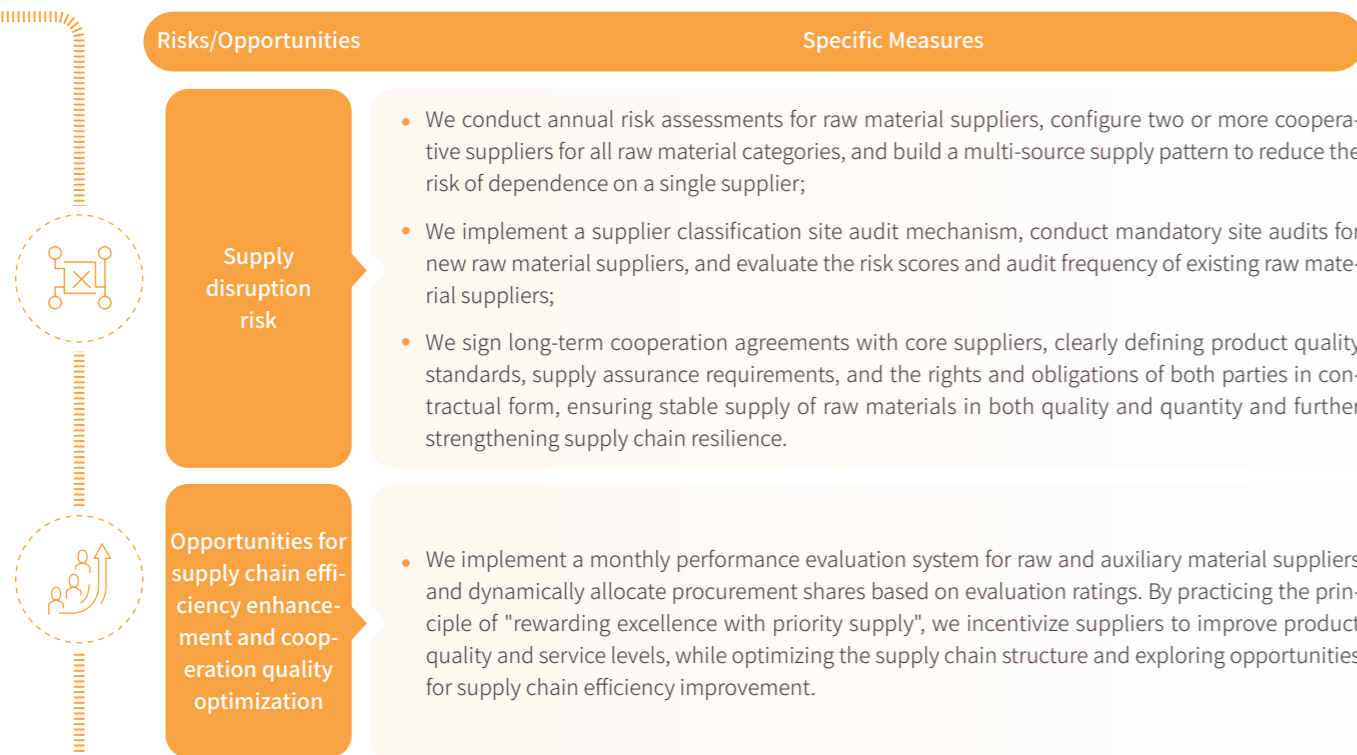 Risks/Opportunities
Specific Measures
Supply
disruption
risk
• We conduct annual risk assessments for raw material suppliers, configure two or more coopera-
tive suppliers for all raw material categories, and build a multi-source supply pattern to reduce the
risk of dependence on a single supplier;
• We implement a supplier classification site audit mechanism, conduct mandatory site audits for
new raw material suppliers, and evaluate the risk scores and audit frequency of existing raw mate-
rial suppliers;
• We sign long-term cooperation agreements with core suppliers, clearly defining product quality
standards, supply assurance requirements, and the rights and obligations of both parties in con-
tractual form, ensuring stable supply of raw materials in both quality and quantity and further
strengthening supply chain resilience.
Opportunities for
supply chain effi-
ciency enhance-
ment and coop-
eration quality
optimization
• We implement a monthly performance evaluation system for raw and auxiliary material suppliers
and dynamically allocate procurement shares based on evaluation ratings. By practicing the prin-
ciple of "rewarding excellence with priority supply", we incentivize suppliers to improve product
quality and service levels, while optimizing the supply chain structure and exploring opportunities
for supply chain efficiency improvement.